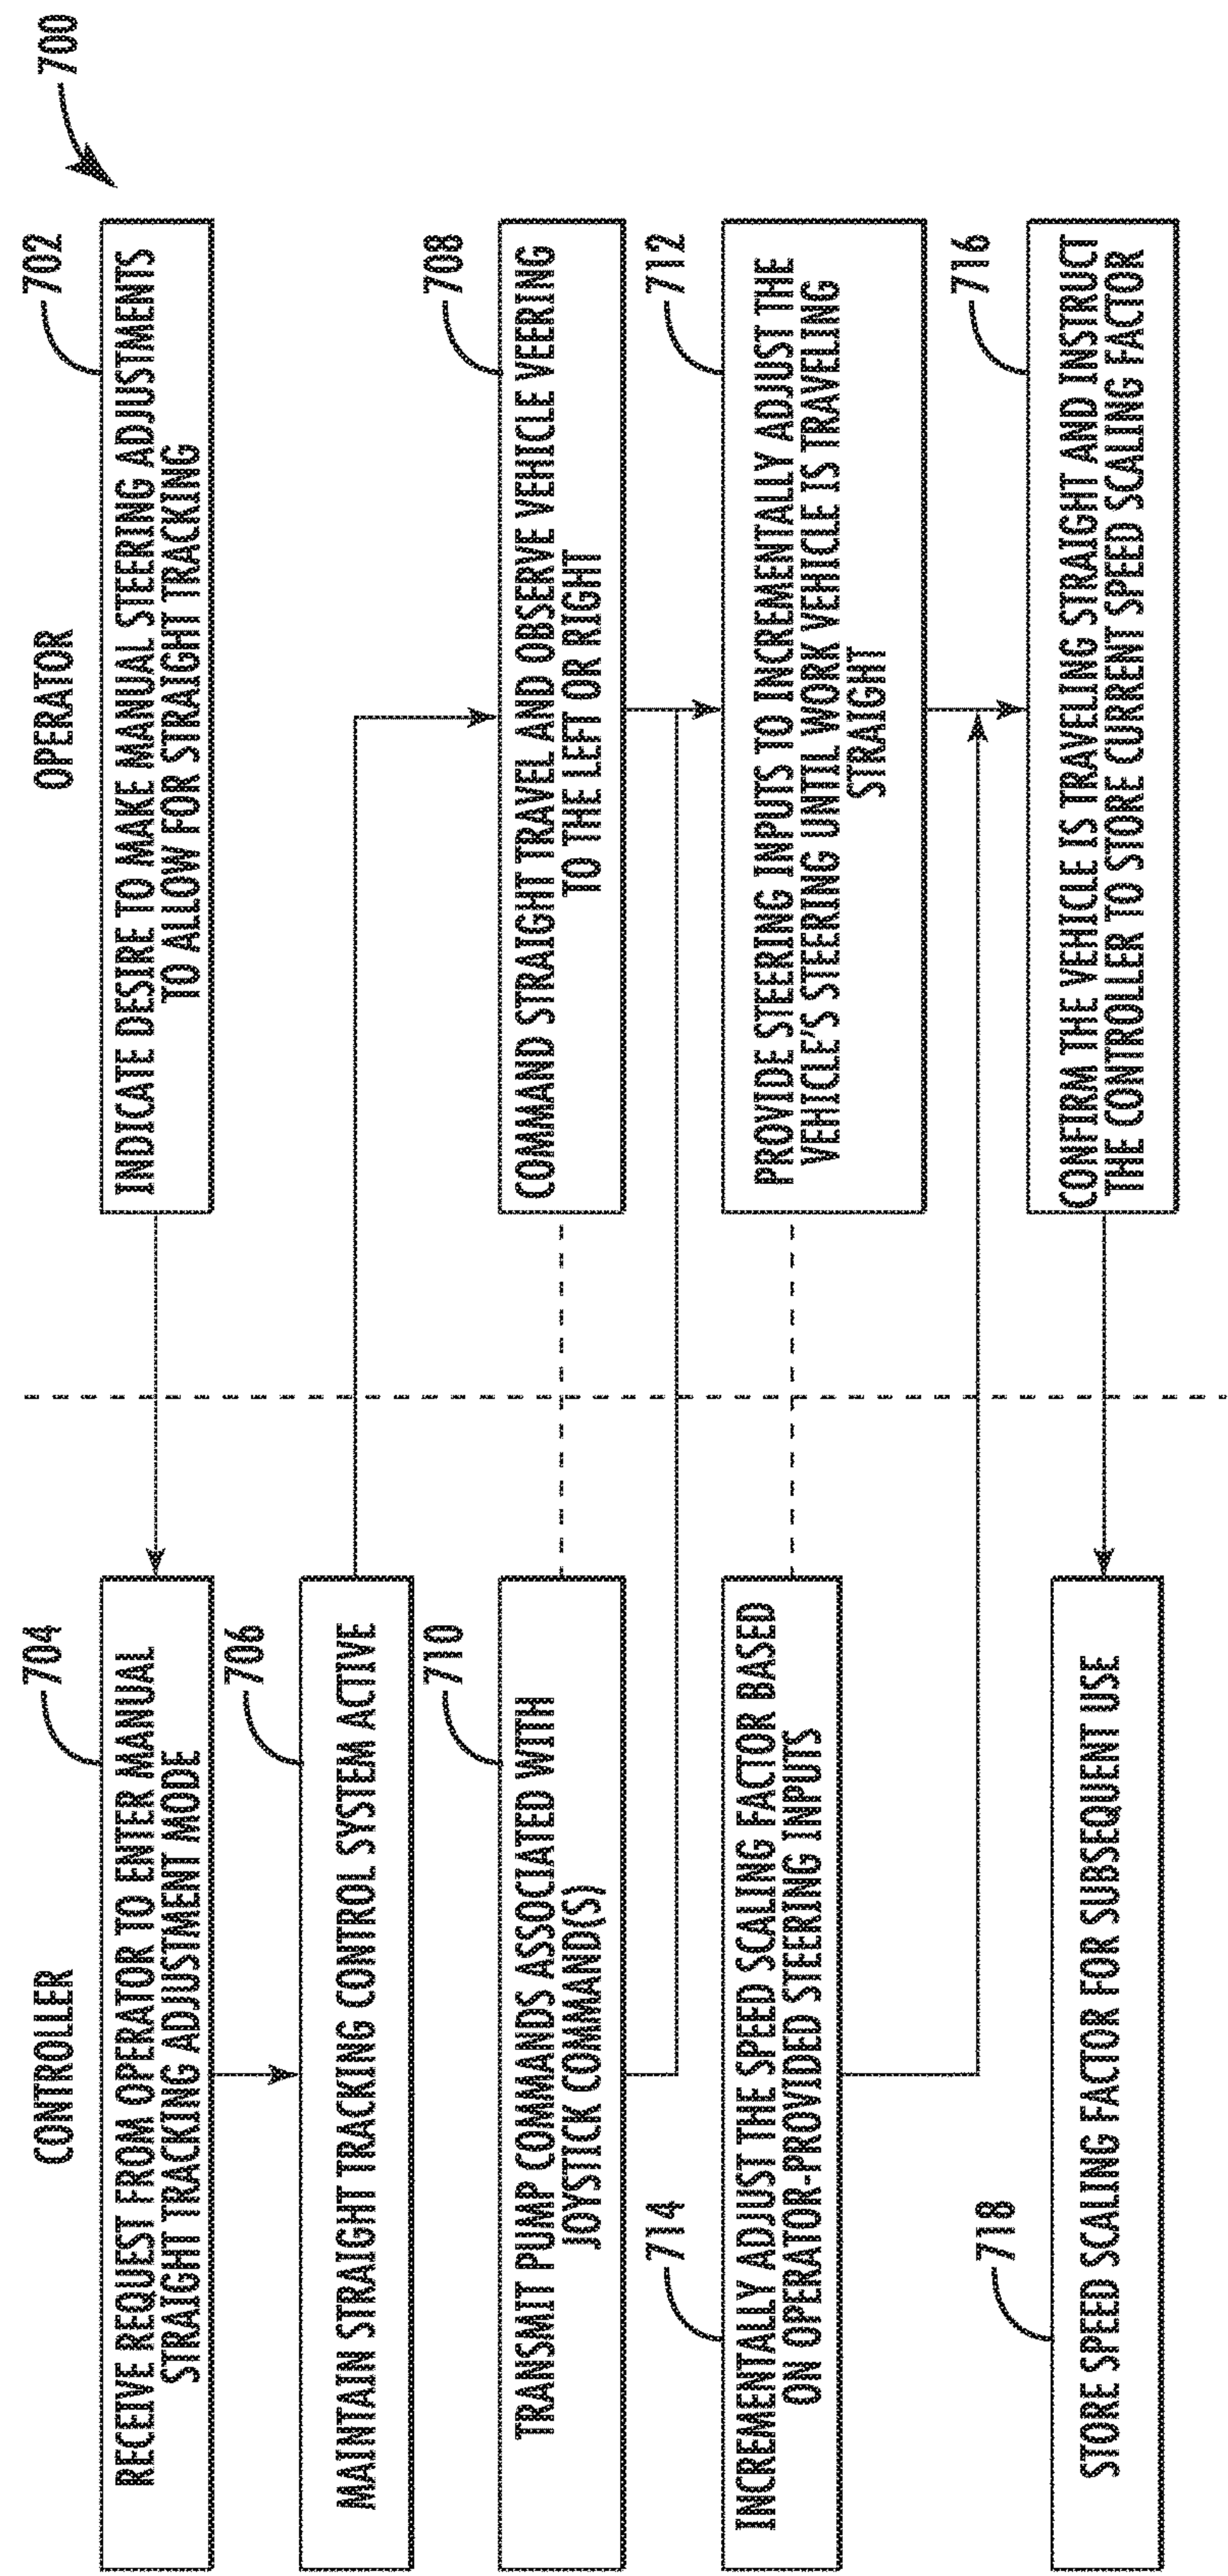 700
CONTROLLER
OPERATOR
704
RECEIVE REQUEST FROM OPERATOR TO ENTER MANUAL
STRAIGHT TRACKING ADJUSTMENT MODE
702
INDICATE DESIRE TO MAKE MANUAL STEERING ADJUSTMENTS
TO ALLOW FOR STRAIGHT TRACKING
706
MAINTAIN STRAIGHT TRACKING CONTROL SYSTEM ACTIVE
710
TRANSMIT PUMP COMMANDS ASSOCIATED WITH
JOYSTICK COMMAND(S)
708
COMMAND STRAIGHT TRAVEL AND OBSERVE VEHICLE VEERING
TO THE LEFT OR RIGHT
714
INCREMENTALLY ADJUST THE SPEED SCALING FACTOR BASED
ON OPERATOR-PROVIDED STEERING INPUTS
712
PROVIDE STEERING INPUTS TO INCREMENTALLY ADJUST THE
VEHICLE'S STEERING UNTIL WORK VEHICLE IS TRAVELING
STRAIGHT
718
STORE SPEED SCALING FACTOR FOR SUBSEQUENT USE
716
CONFIRM THE VEHICLE IS TRAVELING STRAIGHT AND INSTRUCT
THE CONTROLLER TO STORE CURRENT SPEED SCALING FACTOR